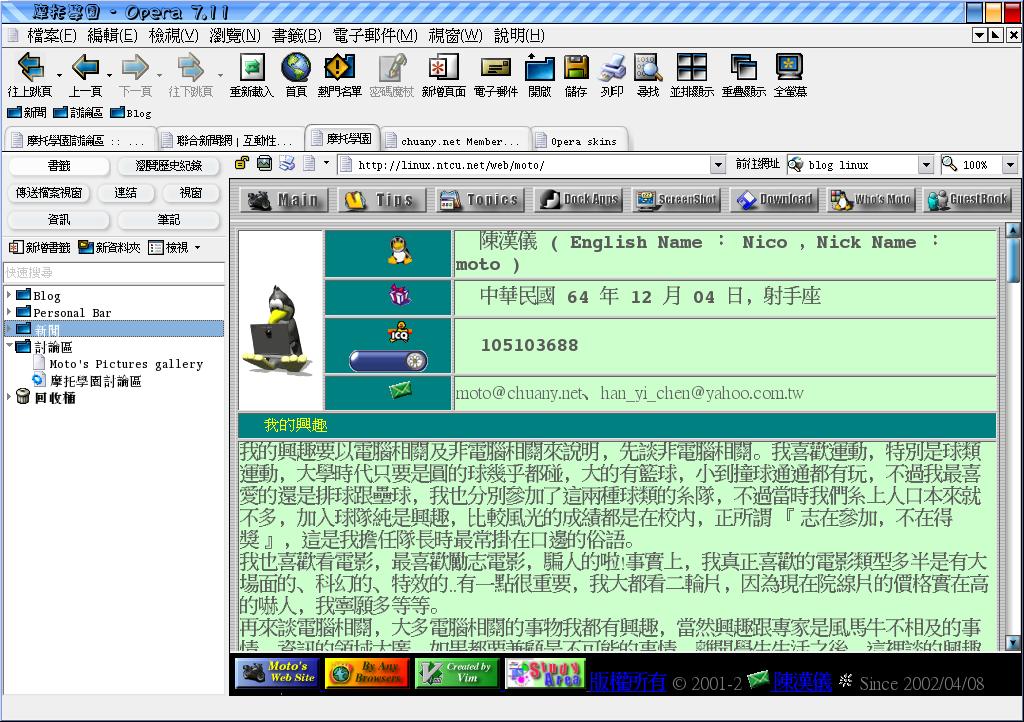 摩托學園 - Opera 7.11
檔案(F) 編輯(E) 檢視(V) 瀏覽(N) 書籤(B) 電子郵件(M) 視窗(W) 說明(H)
往上跳頁 上一頁 下一頁 往下跳頁 重新載入 首頁 熱門名單 密碼魔杖 新增頁面 電子郵件 開啟 儲存 列印 尋找 並排顯示 重疊顯示 全螢幕
新聞 討論區 Blog
摩托學園討論區 :: ... 聯合新聞網 | 互動性... 摩托學園 chuany.net Member... Opera skins
書籤 瀏覽歷史紀錄 http://linux.ntcu.net/web/moto/ 前往網址 blog linux 100%
傳送檔案視窗 連結 視窗
資訊 筆記
Main Tips Topics Dock Apps ScreenShot Download Who's Moto GuestBook
新增書籤 新資料夾 檢視
快速搜尋
Blog
Personal Bar
新聞
討論區
Moto's Pictures gallery
摩托學園討論區
回收桶
陳漢儀 ( English Name : Nico , Nick Name :
moto )
中華民國 64 年 12 月 04 日, 射手座
ICQ
105103688
moto@chuany.net、han_yi_chen@yahoo.com.tw
我的興趣
我的興趣要以電腦相關及非電腦相關來說明，先談非電腦相關。我喜歡運動，特別是球類
運動，大學時代只要是圓的球幾乎都碰，大的有籃球，小到撞球通通都有玩，不過我最喜
愛的還是排球跟壘球，我也分別參加了這兩種球類的系隊，不過當時我們系上人口本來就
不多，加入球隊純是興趣，比較風光的成績都是在校內，正所謂『 志在參加，不在得
獎 』，這是我擔任隊長時最常掛在口邊的俗語。
我也喜歡看電影，最喜歡勵志電影，騙人的啦!事實上，我真正喜歡的電影類型多半是有大
場面的、科幻的、特效的..有一點很重要，我大都看二輪片，因為現在院線片的價格實在高
的嚇人，我寧願多等等。
再來談電腦相關，大多電腦相關的事物我都有興趣，當然興趣跟專家是風馬牛不相及的事
情，資訊的領域太廣，如果都要兼顧是不可能的事情，離開學生生活之後，這裡談的興趣
Moto's Web Site By Any Browsers Created by Vim Study Area 版權所有 © 2001-2 陳漢儀 Since 2002/04/08